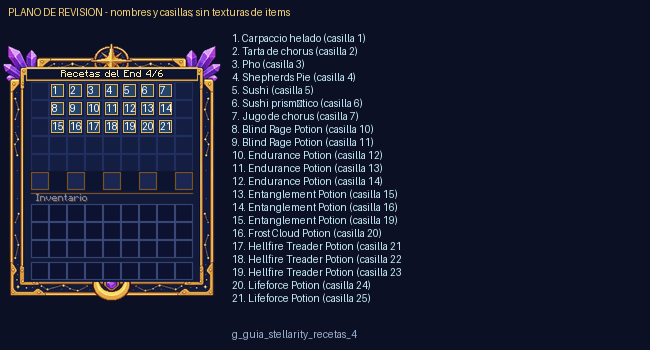 PLANO DE REVISION - nombres y casillas; sin texturas de items
Recetas del End 4/6
1 2 3 4 5 6 7
8 9 10 11 12 13 14
15 16 17 18 19 20 21
Inventario
1. Carpaccio helado (casilla 1)
2. Tarta de chorus (casilla 2)
3. Pho (casilla 3)
4. Shepherds Pie (casilla 4)
5. Sushi (casilla 5)
6. Sushi prism□tico (casilla 6)
7. Jugo de chorus (casilla 7)
8. Blind Rage Potion (casilla 10)
9. Blind Rage Potion (casilla 11)
10. Endurance Potion (casilla 12)
11. Endurance Potion (casilla 13)
12. Endurance Potion (casilla 14)
13. Entanglement Potion (casilla 15)
14. Entanglement Potion (casilla 16)
15. Entanglement Potion (casilla 19)
16. Frost Cloud Potion (casilla 20)
17. Hellfire Treader Potion (casilla 21
18. Hellfire Treader Potion (casilla 22
19. Hellfire Treader Potion (casilla 23
20. Lifeforce Potion (casilla 24)
21. Lifeforce Potion (casilla 25)
g_guia_stellarity_recetas_4